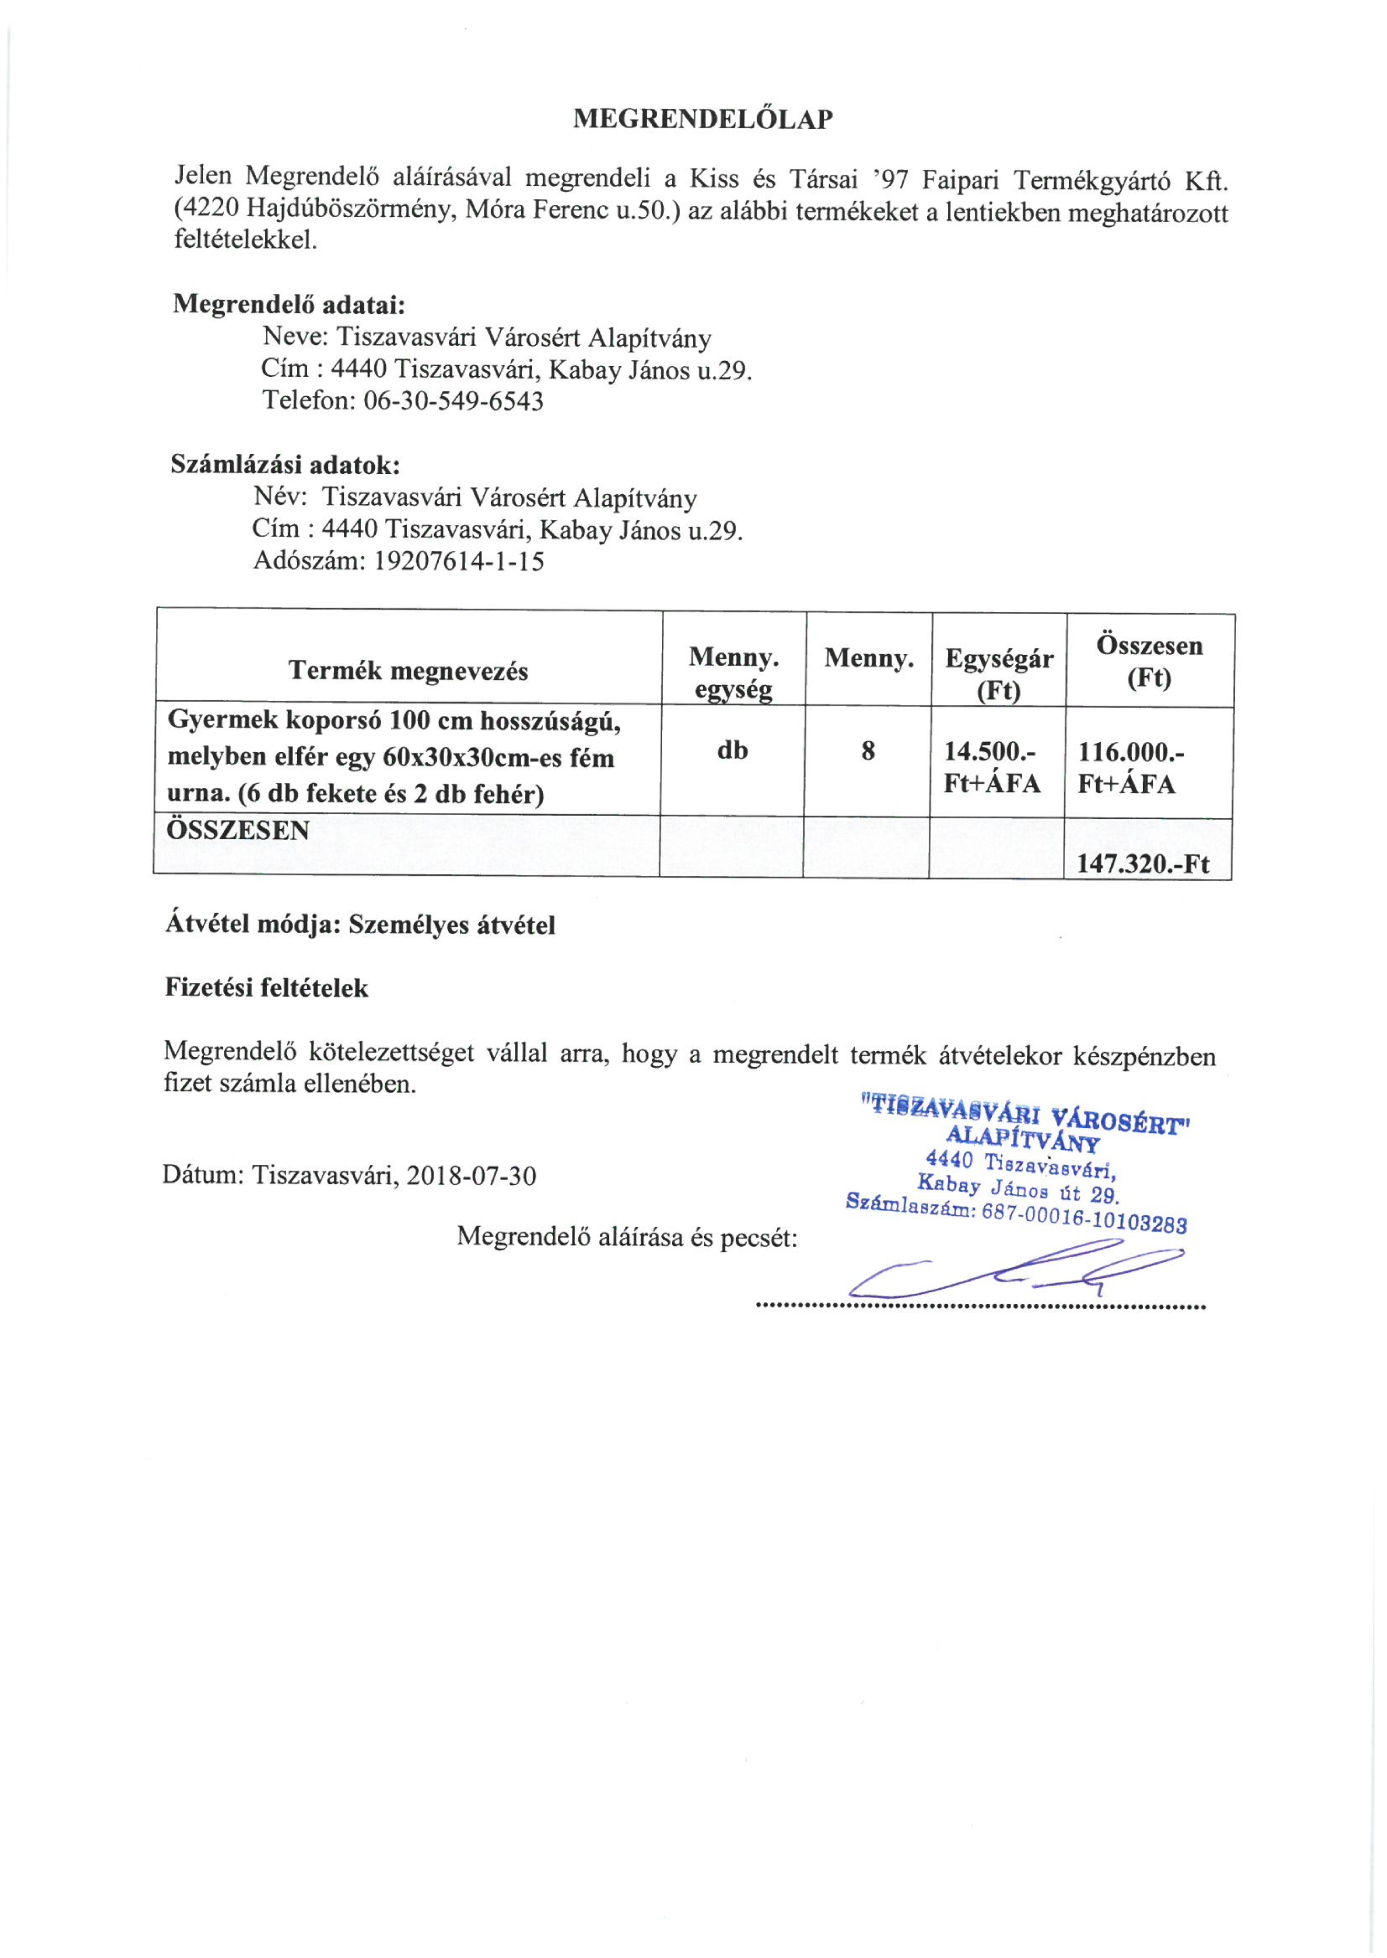 MEGRENDELŐLAP
Jelen Megrendelő aláírásával megrendeli a Kiss és Társai ’97 Faipari Termékgyártó Kft.
(4220 Hajdúböszörmény, Móra Ferenc u.50.) az alábbi termékeket a lentiekben meghatározott
feltételekkel.
Megrendelő adatai:
Neve: Tiszavasvári Városért Alapítvány
Cím : 4440 Tiszavasvári, Kabay János u.29.
Telefon: 06-30-549-6543
Számlázási adatok:
Név: Tiszavasvári Városért Alapítvány
Cím : 4440 Tiszavasvári, Kabay János u.29.
Adószám: 19207614-1-15
Termék megnevezés
Menny.
egység
Menny.
Egységár
(Ft)
Összesen
(Ft)
Gyermek koporsó 100 cm hosszúságú,
melyben elfér egy 60x30x30cm-es fém
urna. (6 db fekete és 2 db fehér)
db
8
14.500.-
Ft+ÁFA
116.000.-
Ft+ÁFA
ÖSSZESEN
147.320.-Ft
Átvétel módja: Személyes átvétel
Fizetési feltételek
Megrendelő kötelezettséget vállal arra, hogy a megrendelt termék átvételekor készpénzben
fizet számla ellenében.
"TISZAVASVÁRI VÁROSÉRT"
ALAPÍTVÁNY
4440 Tiszavasvári,
Kabay János út 29.
Számlaszám: 687-00016-10103283
Dátum: Tiszavasvári, 2018-07-30
Megrendelő aláírása és pecsét: